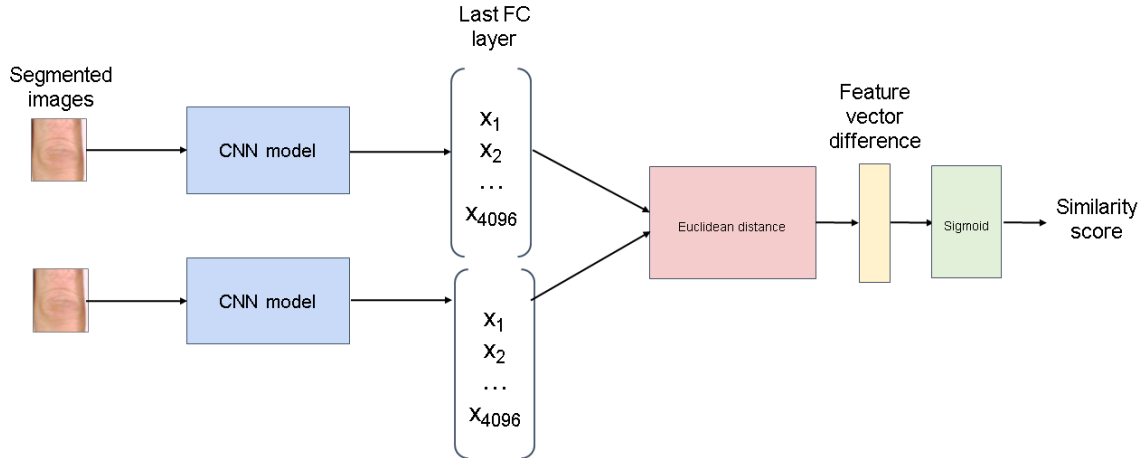 Last FC
layer
Segmented
images
CNN model
x1
x2
…
x4096
CNN model
x1
x2
…
x4096
Euclidean distance
Feature
vector
difference
Sigmoid
Similarity
score